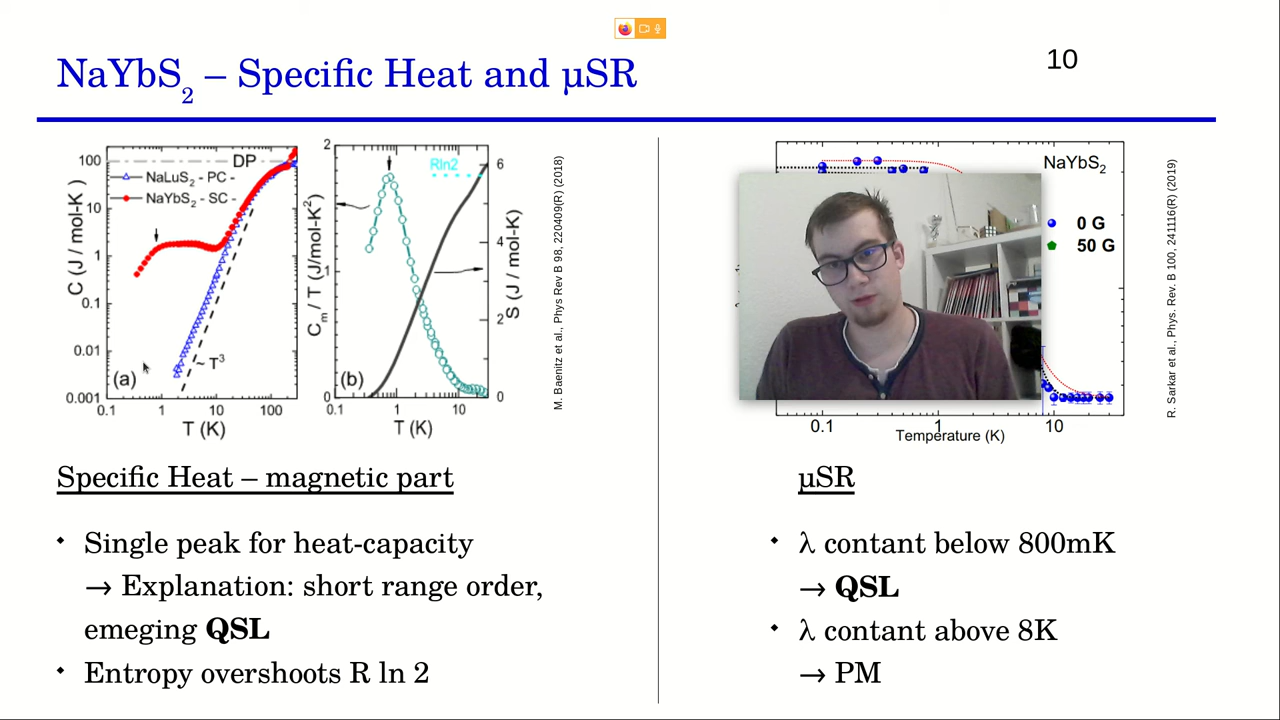 NaYbS2 – Specific Heat and µSR
10
100
10
1
0.1
0.01
0.001
C (J / mol-K )
DP
NaLuS2 - PC -
NaYbS2 - SC -
~ T3
(a)
0.1 1 10 100
T (K)
2
1
0
Cm / T (J/mol-K2)
Rln2
(b)
0.1 1 10
T (K)
6
4
2
0
S (J / mol-K)
M. Baenitz et al., Phys Rev B 98, 220409(R) (2018)
NaYbS2
0 G
50 G
0.1 1 10
Temperature (K)
R. Sarkar et al., Phys. Rev. B 100, 241116(R) (2019)
Specific Heat – magnetic part
• Single peak for heat-capacity
→ Explanation: short range order,
emeging QSL
• Entropy overshoots R ln 2
µSR
• λ contant below 800mK
→ QSL
• λ contant above 8K
→ PM